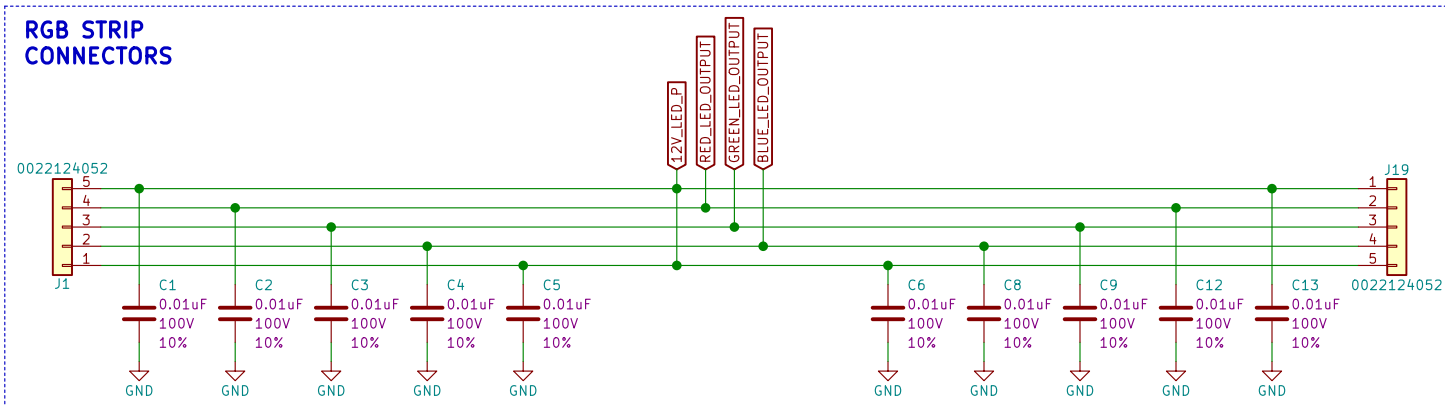 RGB STRIP
CONNECTORS
12V_LED_P
RED_LED_OUTPUT
GREEN_LED_OUTPUT
BLUE_LED_OUTPUT
0022124052
5
4
3
2
1
J1
J19
1
2
3
4
5
0022124052
C1
0.01uF
100V
10%
GND
C2
0.01uF
100V
10%
GND
C3
0.01uF
100V
10%
GND
C4
0.01uF
100V
10%
GND
C5
0.01uF
100V
10%
GND
C6
0.01uF
100V
10%
GND
C8
0.01uF
100V
10%
GND
C9
0.01uF
100V
10%
GND
C12
0.01uF
100V
10%
GND
C13
0.01uF
100V
10%
GND